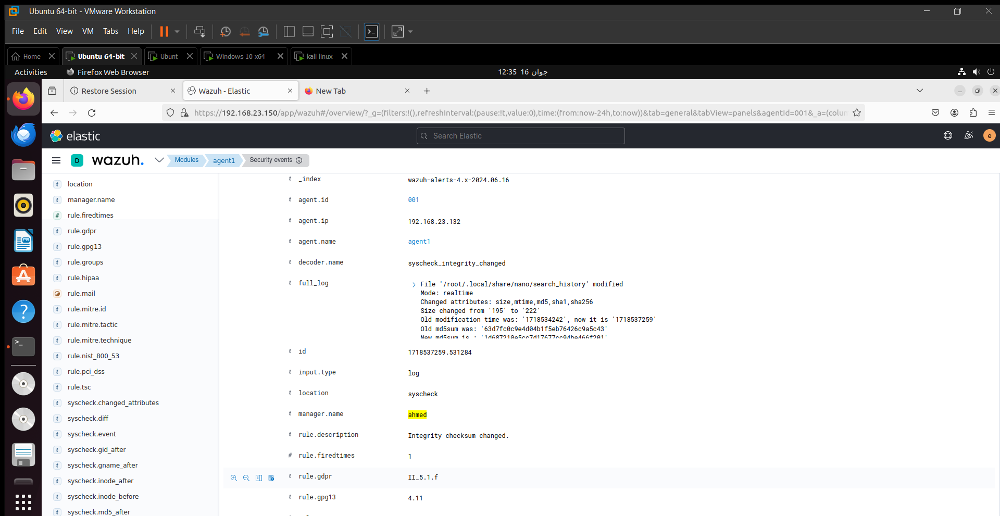 Ubuntu 64-bit - VMware Workstation
File Edit View VM Tabs Help
Home Ubuntu 64-bit Ubunt Windows 10 x64 kali linux
Activities Firefox Web Browser 12:35 16 جوان
Restore Session Wazuh - Elastic New Tab
https://192.168.23.150/app/wazuh#/overview/?_g=(filters:!(),refreshInterval:(pause:!t,value:0),time:(from:now-24h,to:now))&tab=general&tabView=panels&agentId=001&_a=(colum
elastic Search Elastic e
D wazuh. Modules agent1 Security events
t location
t manager.name
# rule.firedtimes
t rule.gdpr
t rule.gpg13
t rule.groups
t rule.hipaa
rule.mail
t rule.mitre.id
t rule.mitre.tactic
t rule.mitre.technique
t rule.nist_800_53
t rule.pci_dss
t rule.tsc
t syscheck.changed_attributes
t syscheck.diff
t syscheck.event
t syscheck.gid_after
t syscheck.gname_after
t syscheck.inode_after
t syscheck.inode_before
t syscheck.md5_after
t _index wazuh-alerts-4.x-2024.06.16
t agent.id 001
t agent.ip 192.168.23.132
t agent.name agent1
t decoder.name syscheck_integrity_changed
t full_log File '/root/.local/share/nano/search_history' modified
Mode: realtime
Changed attributes: size,mtime,md5,sha1,sha256
Size changed from '195' to '222'
Old modification time was: '1718534242', now it is '1718537259'
Old md5sum was: '63d7fc0c9e4d04b1f5eb76426c9a5c43'
New md5sum is : '1d687210e5cc7d17677cc94be466f201'
t id 1718537259.531284
t input.type log
t location syscheck
t manager.name ahmed
t rule.description Integrity checksum changed.
# rule.firedtimes 1
t rule.gdpr II_5.1.f
t rule.gpg13 4.11